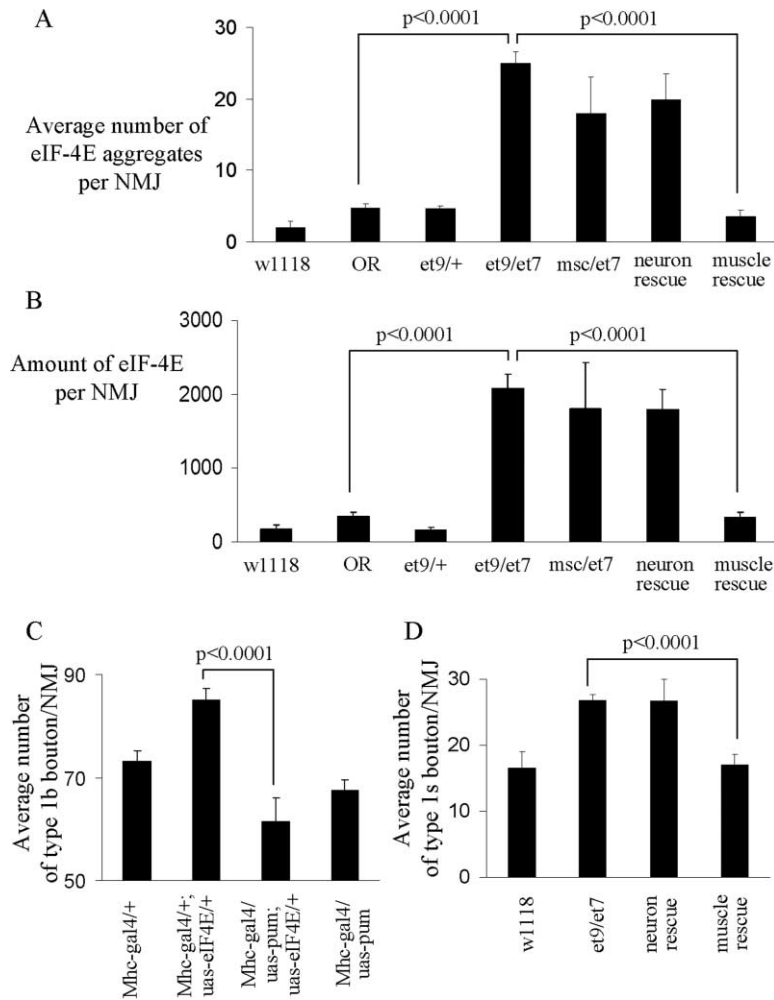 A
p<0.0001
p<0.0001
30
20
10
0
Average number of
eIF-4E aggregates
per NMJ
w1118
OR
et9/+
et9/et7
msc/et7
neuron
rescue
muscle
rescue
B
p<0.0001
p<0.0001
3000
2000
1000
0
Amount of eIF-4E
per NMJ
w1118
OR
et9/+
et9/et7
msc/et7
neuron
rescue
muscle
rescue
C
p<0.0001
90
70
50
Average number
of type 1b bouton/NMJ
Mhc-gal4/+
Mhc-gal4/+;
uas-eIF4E/+
Mhc-gal4/
uas-pum;
uas-eIF4E/+
Mhc-gal4/
uas-pum
D
p<0.0001
30
20
10
0
Average number
of type 1s bouton/NMJ
w1118
et9/et7
neuron
rescue
muscle
rescue